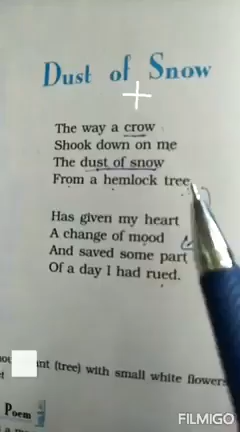 Dust of Snow
The way a crow
Shook down on me
The dust of snow
From a hemlock tree
Has given my heart
A change of mood
And saved some part
Of a day I had rued.
(tree) with small white flowers
Poem
FILMIGO